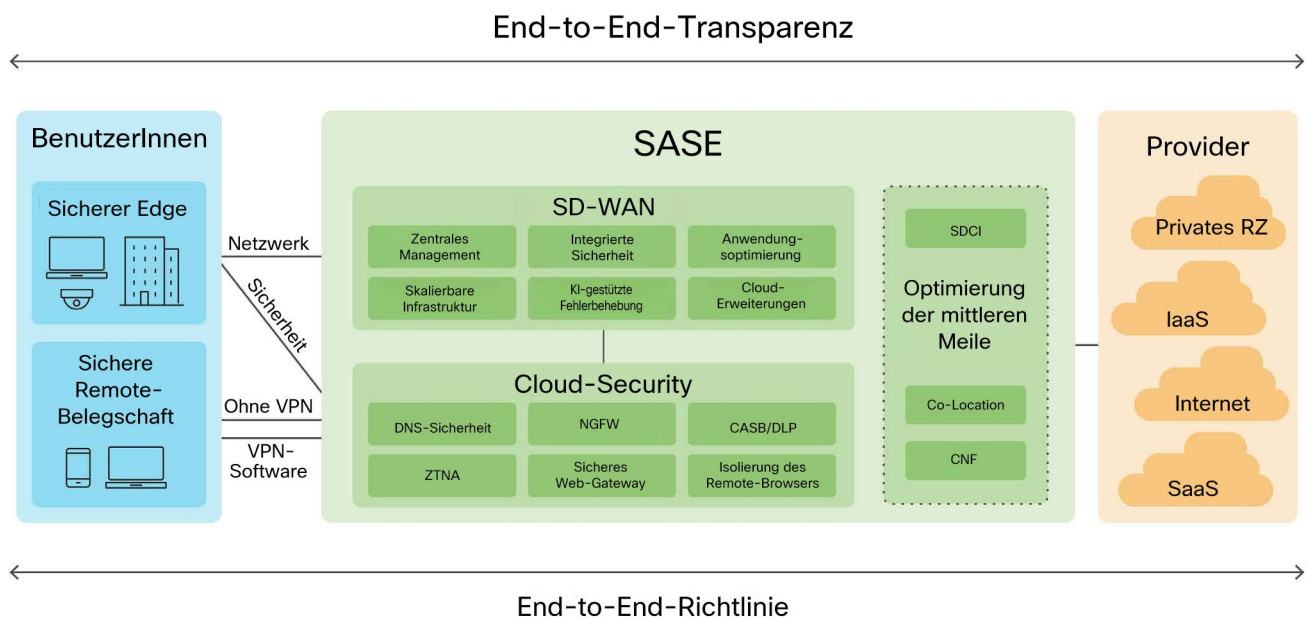 End-to-End-Transparenz
BenutzerInnen
Sicherer Edge
Sichere
Remote-
Belegschaft
Netzwerk
Sicherheit
Ohne VPN
VPN-
Software
SASE
SD-WAN
Zentrales
Management
Integrierte
Sicherheit
Anwendung-
soptimierung
Skalierbare
Infrastruktur
KI-gestützte
Fehlerbehebung
Cloud-
Erweiterungen
Cloud-Security
DNS-Sicherheit
NGFW
CASB/DLP
ZTNA
Sicheres
Web-Gateway
Isolierung des
Remote-Browsers
SDCI
Optimierung
der mittleren
Meile
Co-Location
CNF
Provider
Privates RZ
IaaS
Internet
SaaS
End-to-End-Richtlinie